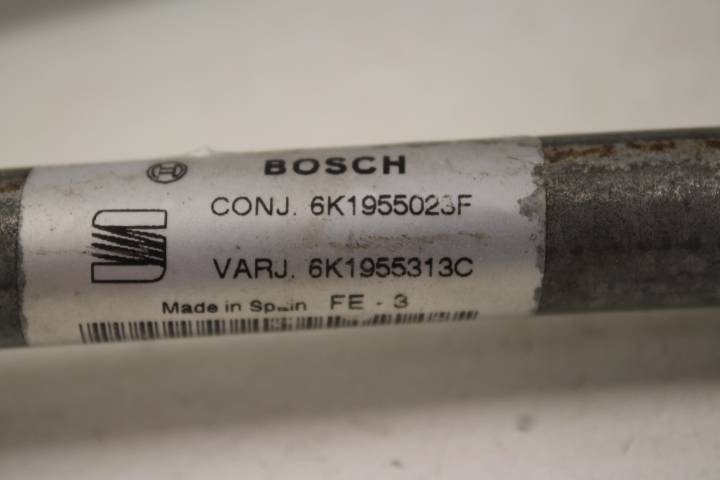 BOSCH
CONJ. 6K1955023F
VARJ. 6K1955313C
Made in Spain FE - 3